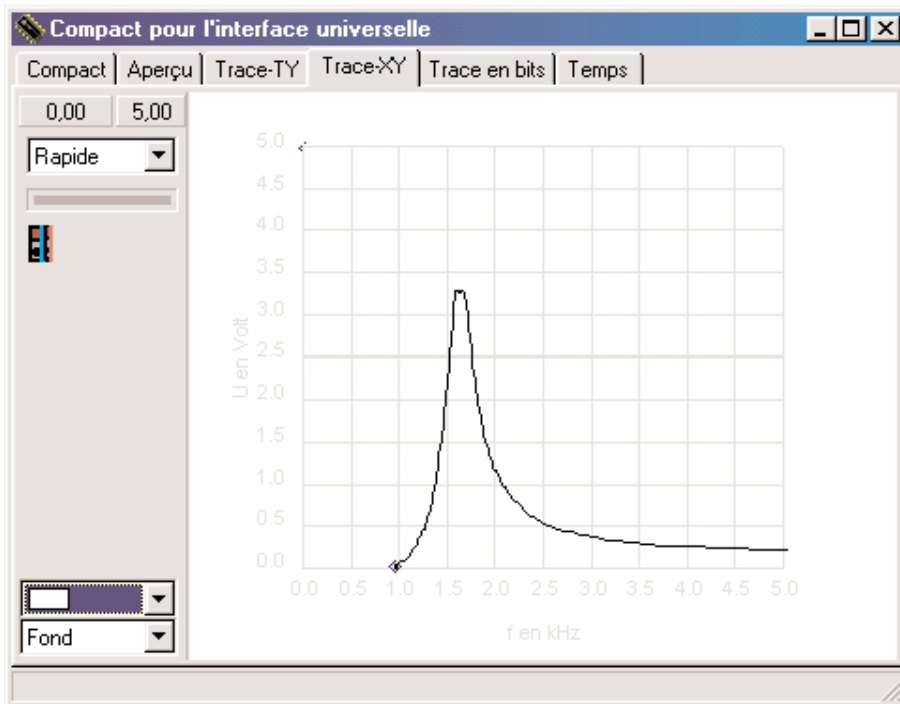 Compact pour l'interface universelle
Compact Aperçu Trace-TY Trace-XY Trace en bits Temps
0,00 5,00
Rapide
5.0
4.5
4.0
3.5
3.0
2.5
2.0
1.5
1.0
0.5
0.0
U en Volt
0.0 0.5 1.0 1.5 2.0 2.5 3.0 3.5 4.0 4.5 5.0
f en kHz
Fond